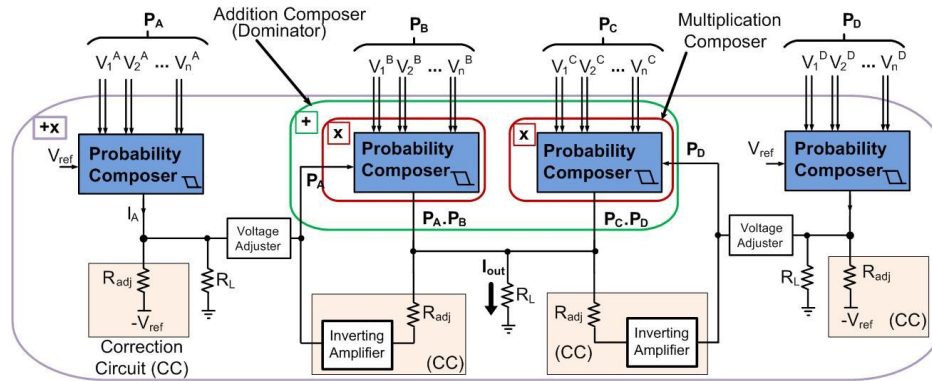 P_A
Addition Composer
(Dominator)
P_B
P_C
Multiplication
Composer
P_D
V_1^A V_2^A ... V_n^A
V_1^B V_2^B ... V_n^B
V_1^C V_2^C ... V_n^C
V_1^D V_2^D ... V_n^D
+x
+
x
x
V_ref
Probability
Composer
Probability
Composer
Probability
Composer
V_ref
Probability
Composer
P_A
P_D
I_A
P_A.P_B
P_C.P_D
Voltage
Adjuster
Voltage
Adjuster
R_adj
R_L
I_out
R_L
R_L
R_adj
-V_ref
R_adj
R_adj
-V_ref
Inverting
Amplifier
(CC)
(CC)
Inverting
Amplifier
(CC)
Correction
Circuit (CC)